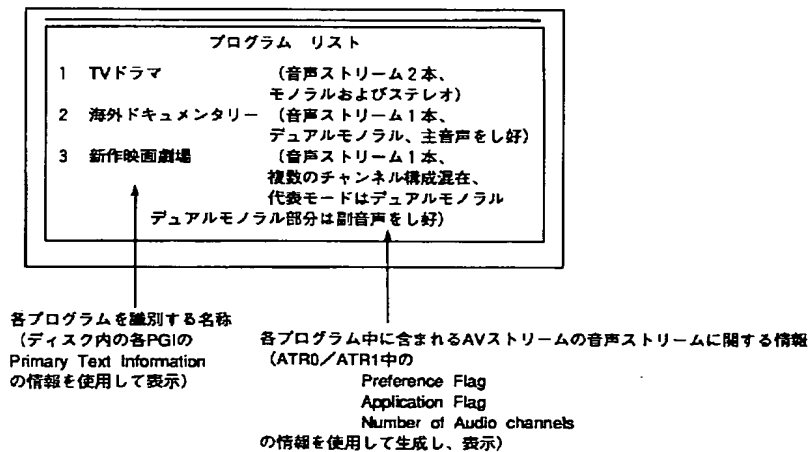 プログラム リスト
1 TVドラマ (音声ストリーム2本、
モノラルおよびステレオ)
2 海外ドキュメンタリー (音声ストリーム1本、
デュアルモノラル、主音声をし好)
3 新作映画劇場 (音声ストリーム1本、
複数のチャンネル構成混在、
代表モードはデュアルモノラル
デュアルモノラル部分は副音声をし好)
各プログラムを識別する名称
(ディスク内の各PGIの
Primary Text Information
の情報を使用して表示)
各プログラム中に含まれるAVストリームの音声ストリームに関する情報
(ATR0/ATR1中の
Preference Flag
Application Flag
Number of Audio channels
の情報を使用して生成し、表示)